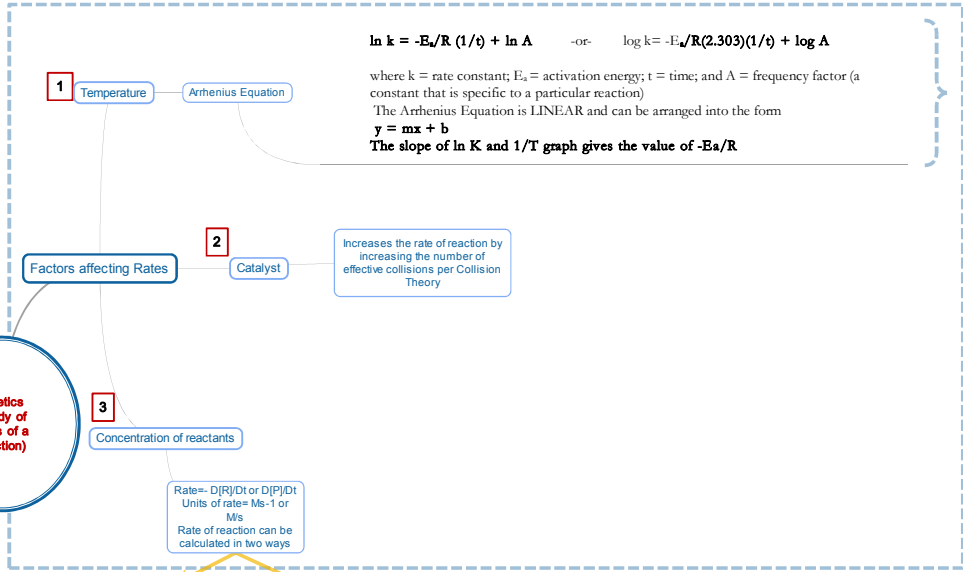 ln k = -Eₐ/R (1/t) + ln A -or- log k= -Eₐ/R(2.303)(1/t) + log A
where k = rate constant; Eₐ = activation energy; t = time; and A = frequency factor (a
constant that is specific to a particular reaction)
The Arrhenius Equation is LINEAR and can be arranged into the form
y = mx + b
The slope of ln K and 1/T graph gives the value of -Ea/R
1
Temperature
Arrhenius Equation
2
Catalyst
Increases the rate of reaction by
increasing the number of
effective collisions per Collision
Theory
Factors affecting Rates
3
Concentration of reactants
etics
dy of
s of a
ction)
Rate=- D[R]/Dt or D[P]/Dt
Units of rate= Ms-1 or
M/s
Rate of reaction can be
calculated in two ways